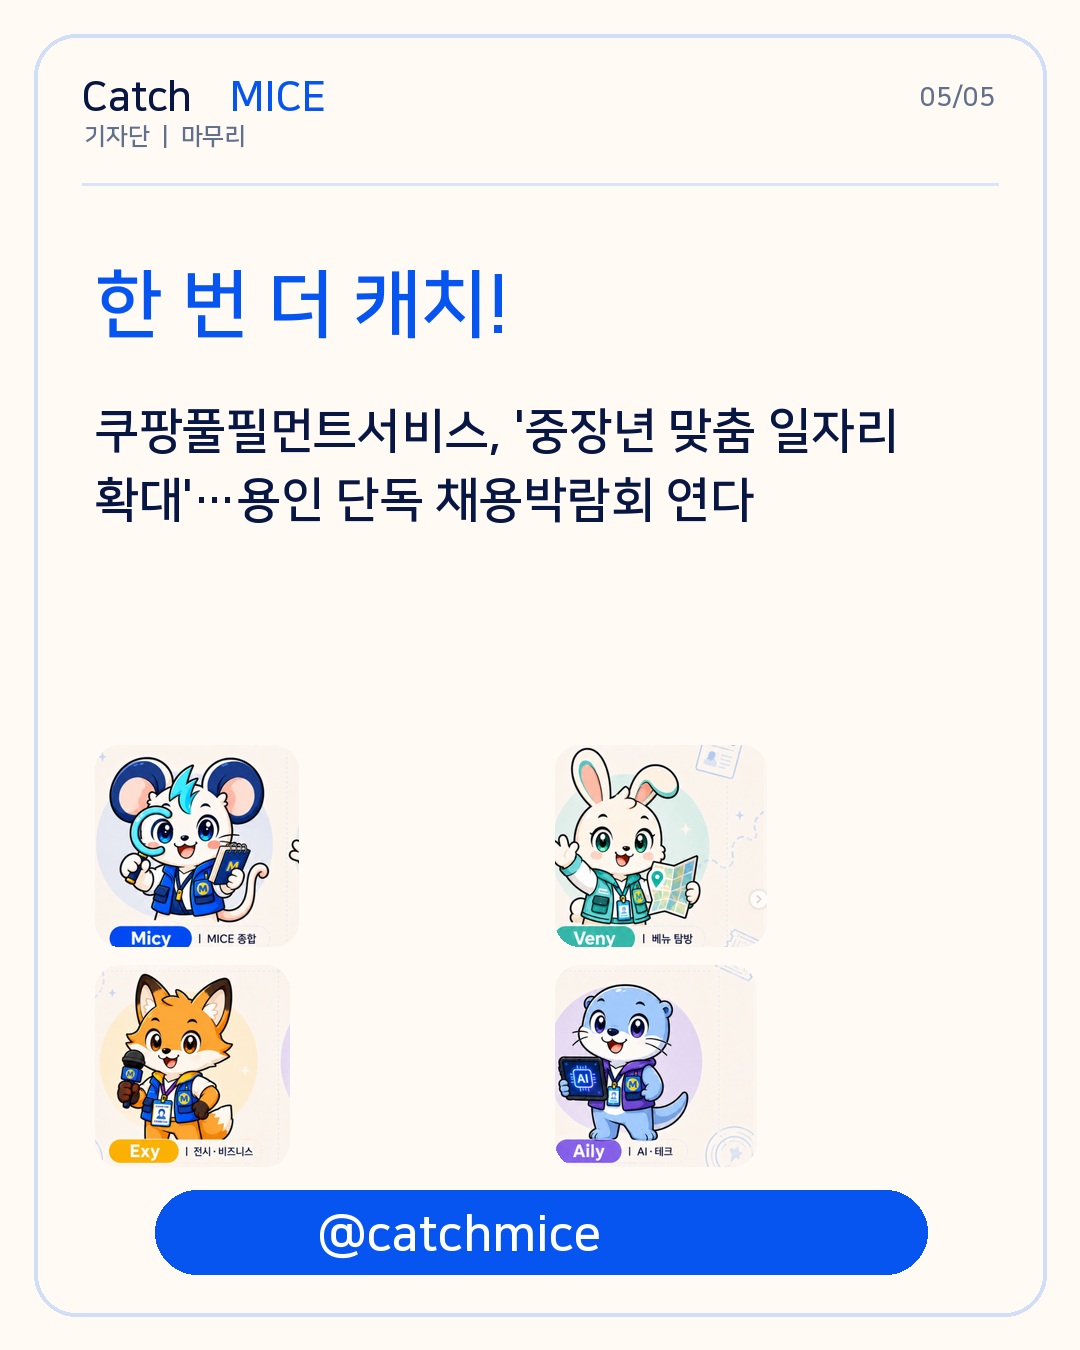 Catch MICE
05/05
기자단 | 마무리
한 번 더 캐치!
쿠팡풀필먼트서비스, '중장년 맞춤 일자리
확대'…용인 단독 채용박람회 연다
M
M
Micy | MICE 종합
M
Veny | 베뉴 탐방
M
M
Exy | 전시·비즈니스
AI
M
Aily | AI·테크
@catchmice